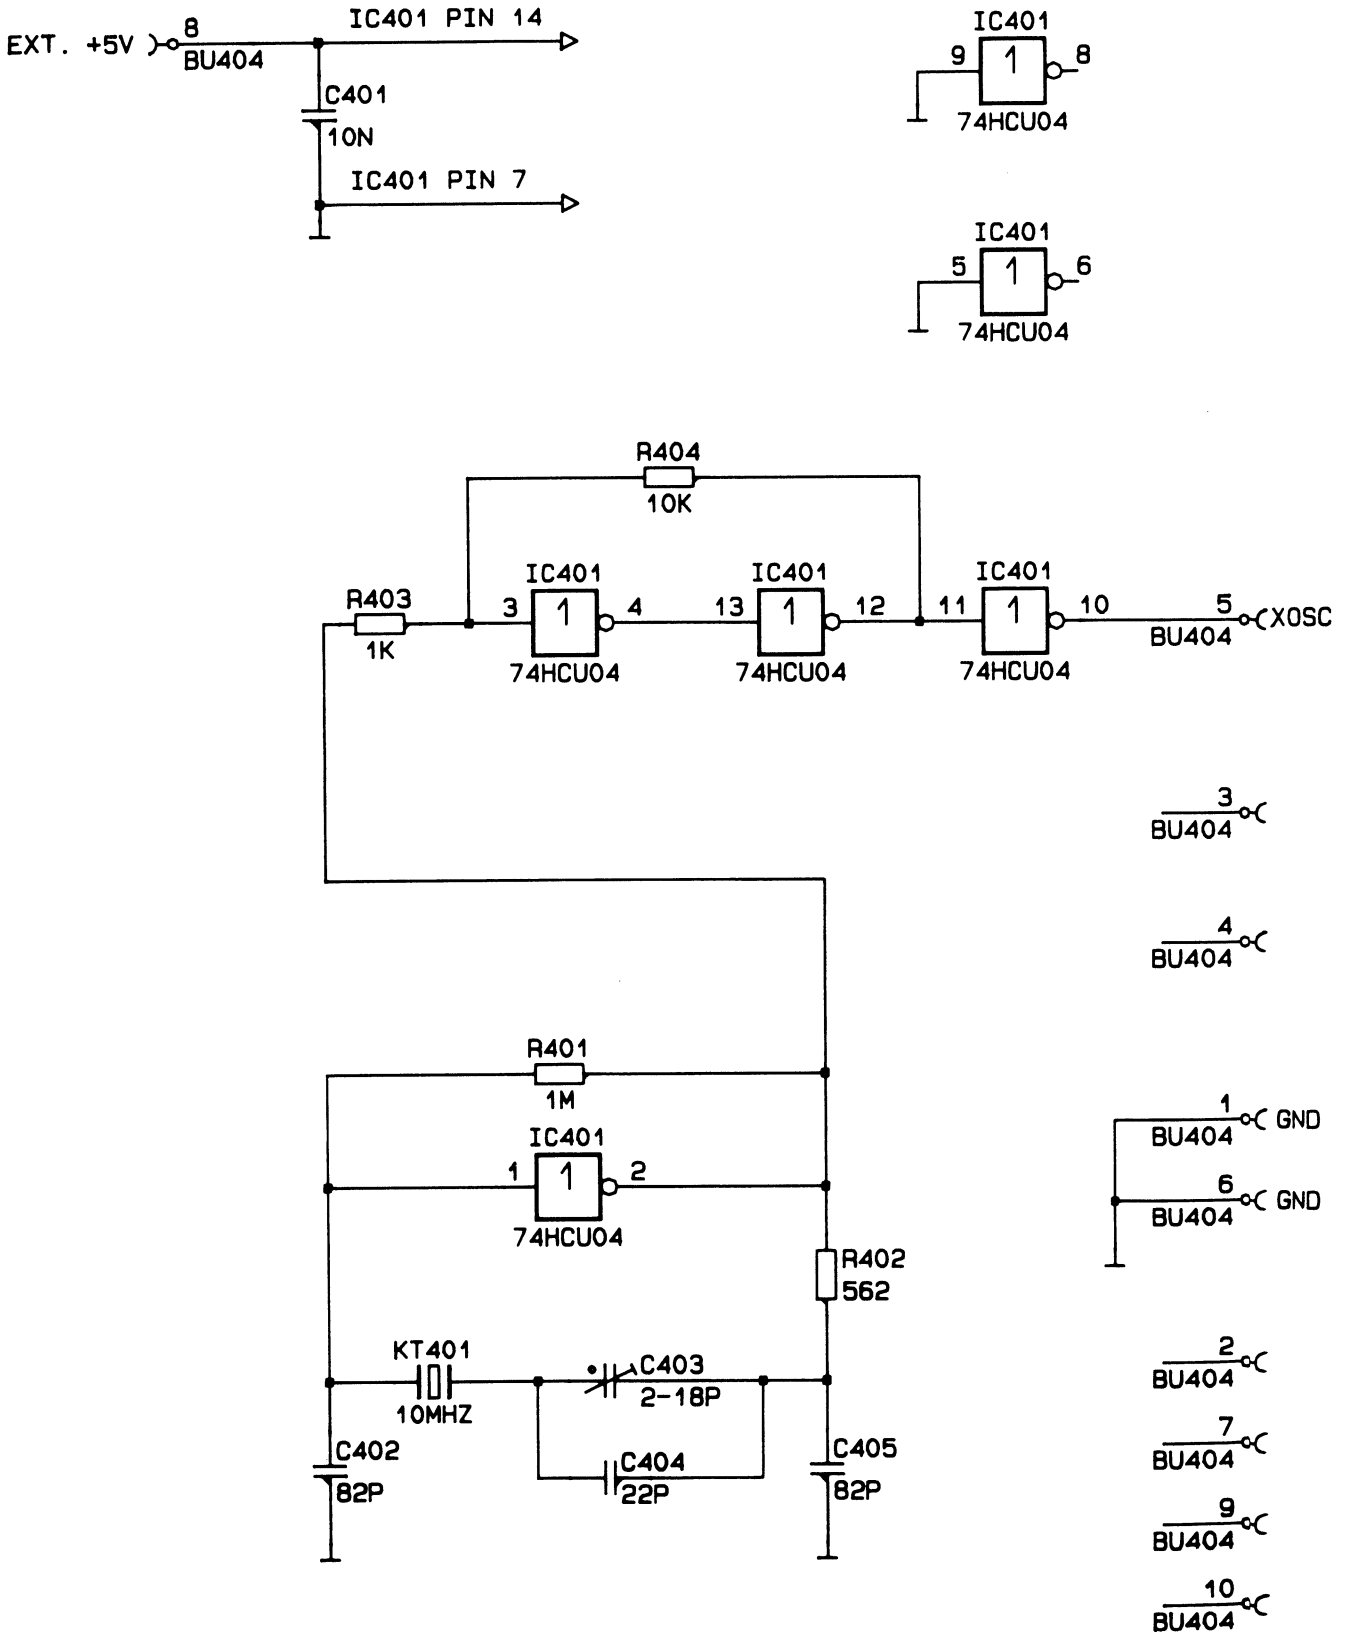 IC401 PIN 14
EXT. +5V
8
BU404
C401
10N
IC401 PIN 7
IC401
9
1
8
74HCU04
IC401
5
1
6
74HCU04
R404
10K
R403
1K
IC401
3
1
4
74HCU04
IC401
13
1
12
74HCU04
IC401
11
1
10
74HCU04
5
BU404
XOSC
3
BU404
4
BU404
R401
1M
IC401
1
1
2
74HCU04
1
BU404
GND
6
BU404
GND
R402
562
KT401
10MHZ
C403
2-18P
C402
82P
C404
22P
C405
82P
2
BU404
7
BU404
9
BU404
10
BU404